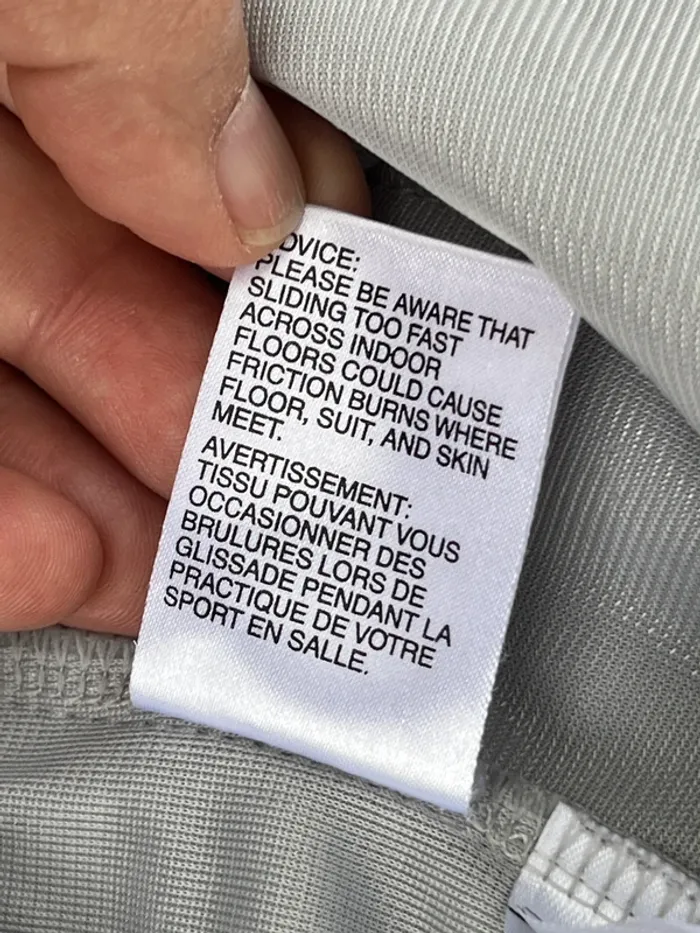 DVICE:
PLEASE BE AWARE THAT
SLIDING TOO FAST
ACROSS INDOOR
FLOORS COULD CAUSE
FRICTION BURNS WHERE
FLOOR, SUIT, AND SKIN
MEET.
AVERTISSEMENT:
TISSU POUVANT VOUS
OCCASIONNER DES
BRULURES LORS DE
GLISSADE PENDANT LA
PRACTIQUE DE VOTRE
SPORT EN SALLE.